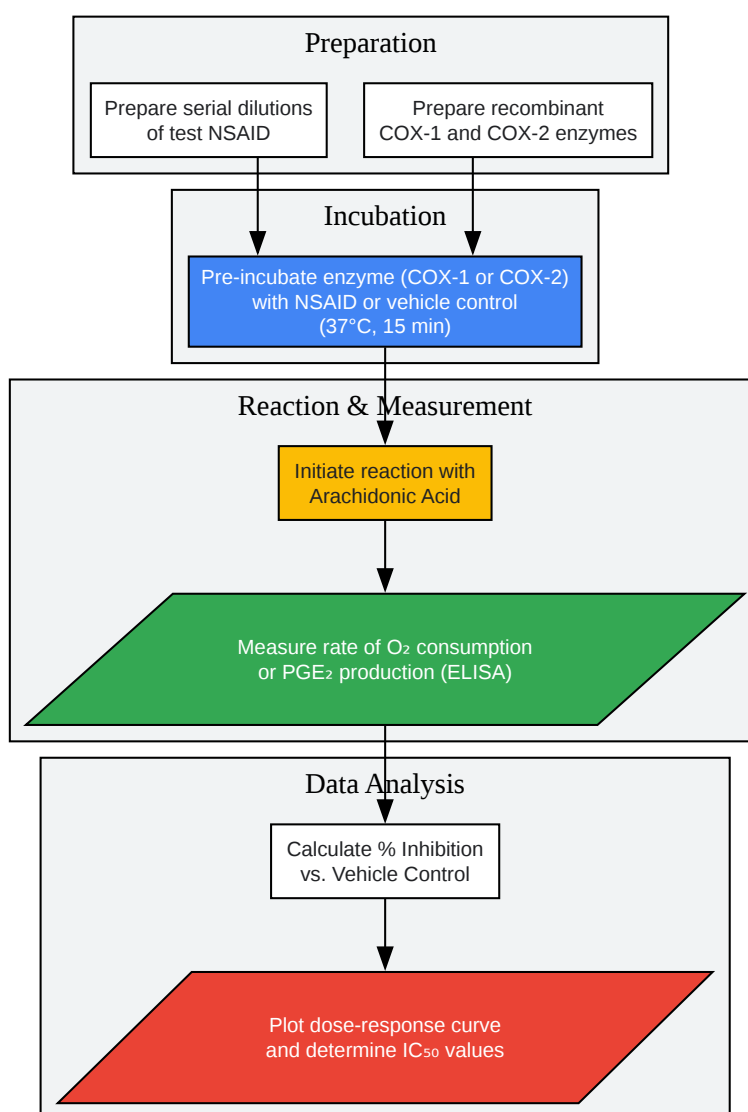 Preparation
Prepare serial dilutions
of test NSAID
Prepare recombinant
COX-1 and COX-2 enzymes
Incubation
Pre-incubate enzyme (COX-1 or COX-2)
with NSAID or vehicle control
(37°C, 15 min)
Reaction & Measurement
Initiate reaction with
Arachidonic Acid
Measure rate of O₂ consumption
or PGE₂ production (ELISA)
Data Analysis
Calculate % Inhibition
vs. Vehicle Control
Plot dose-response curve
and determine IC₅₀ values